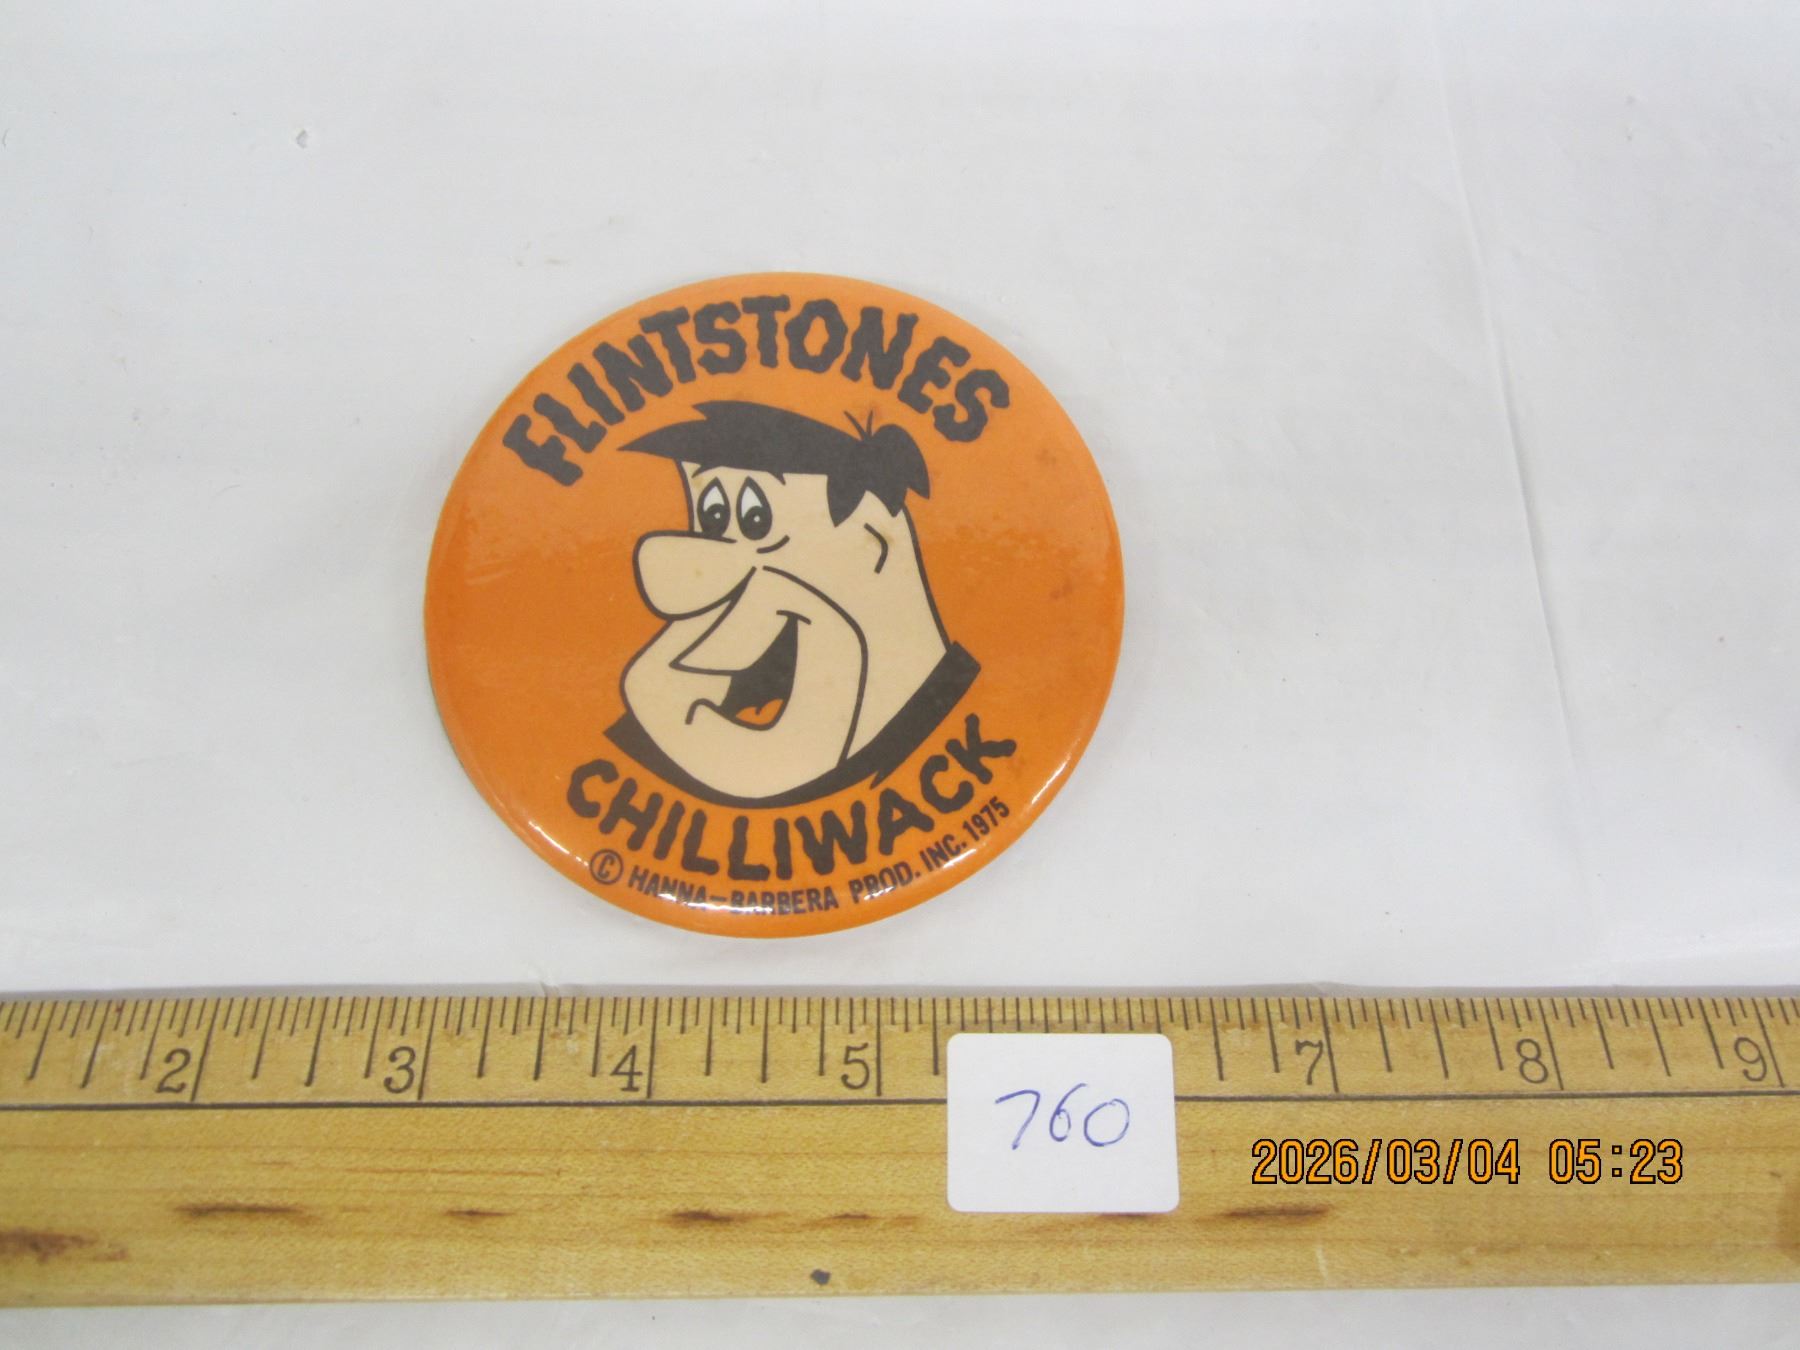 FLINTSTONES
CHILLIWACK
© HANNA-BARBERA PROD. INC. 1975
2 3 4 5 7 8 9
760
2026/03/04 05:23